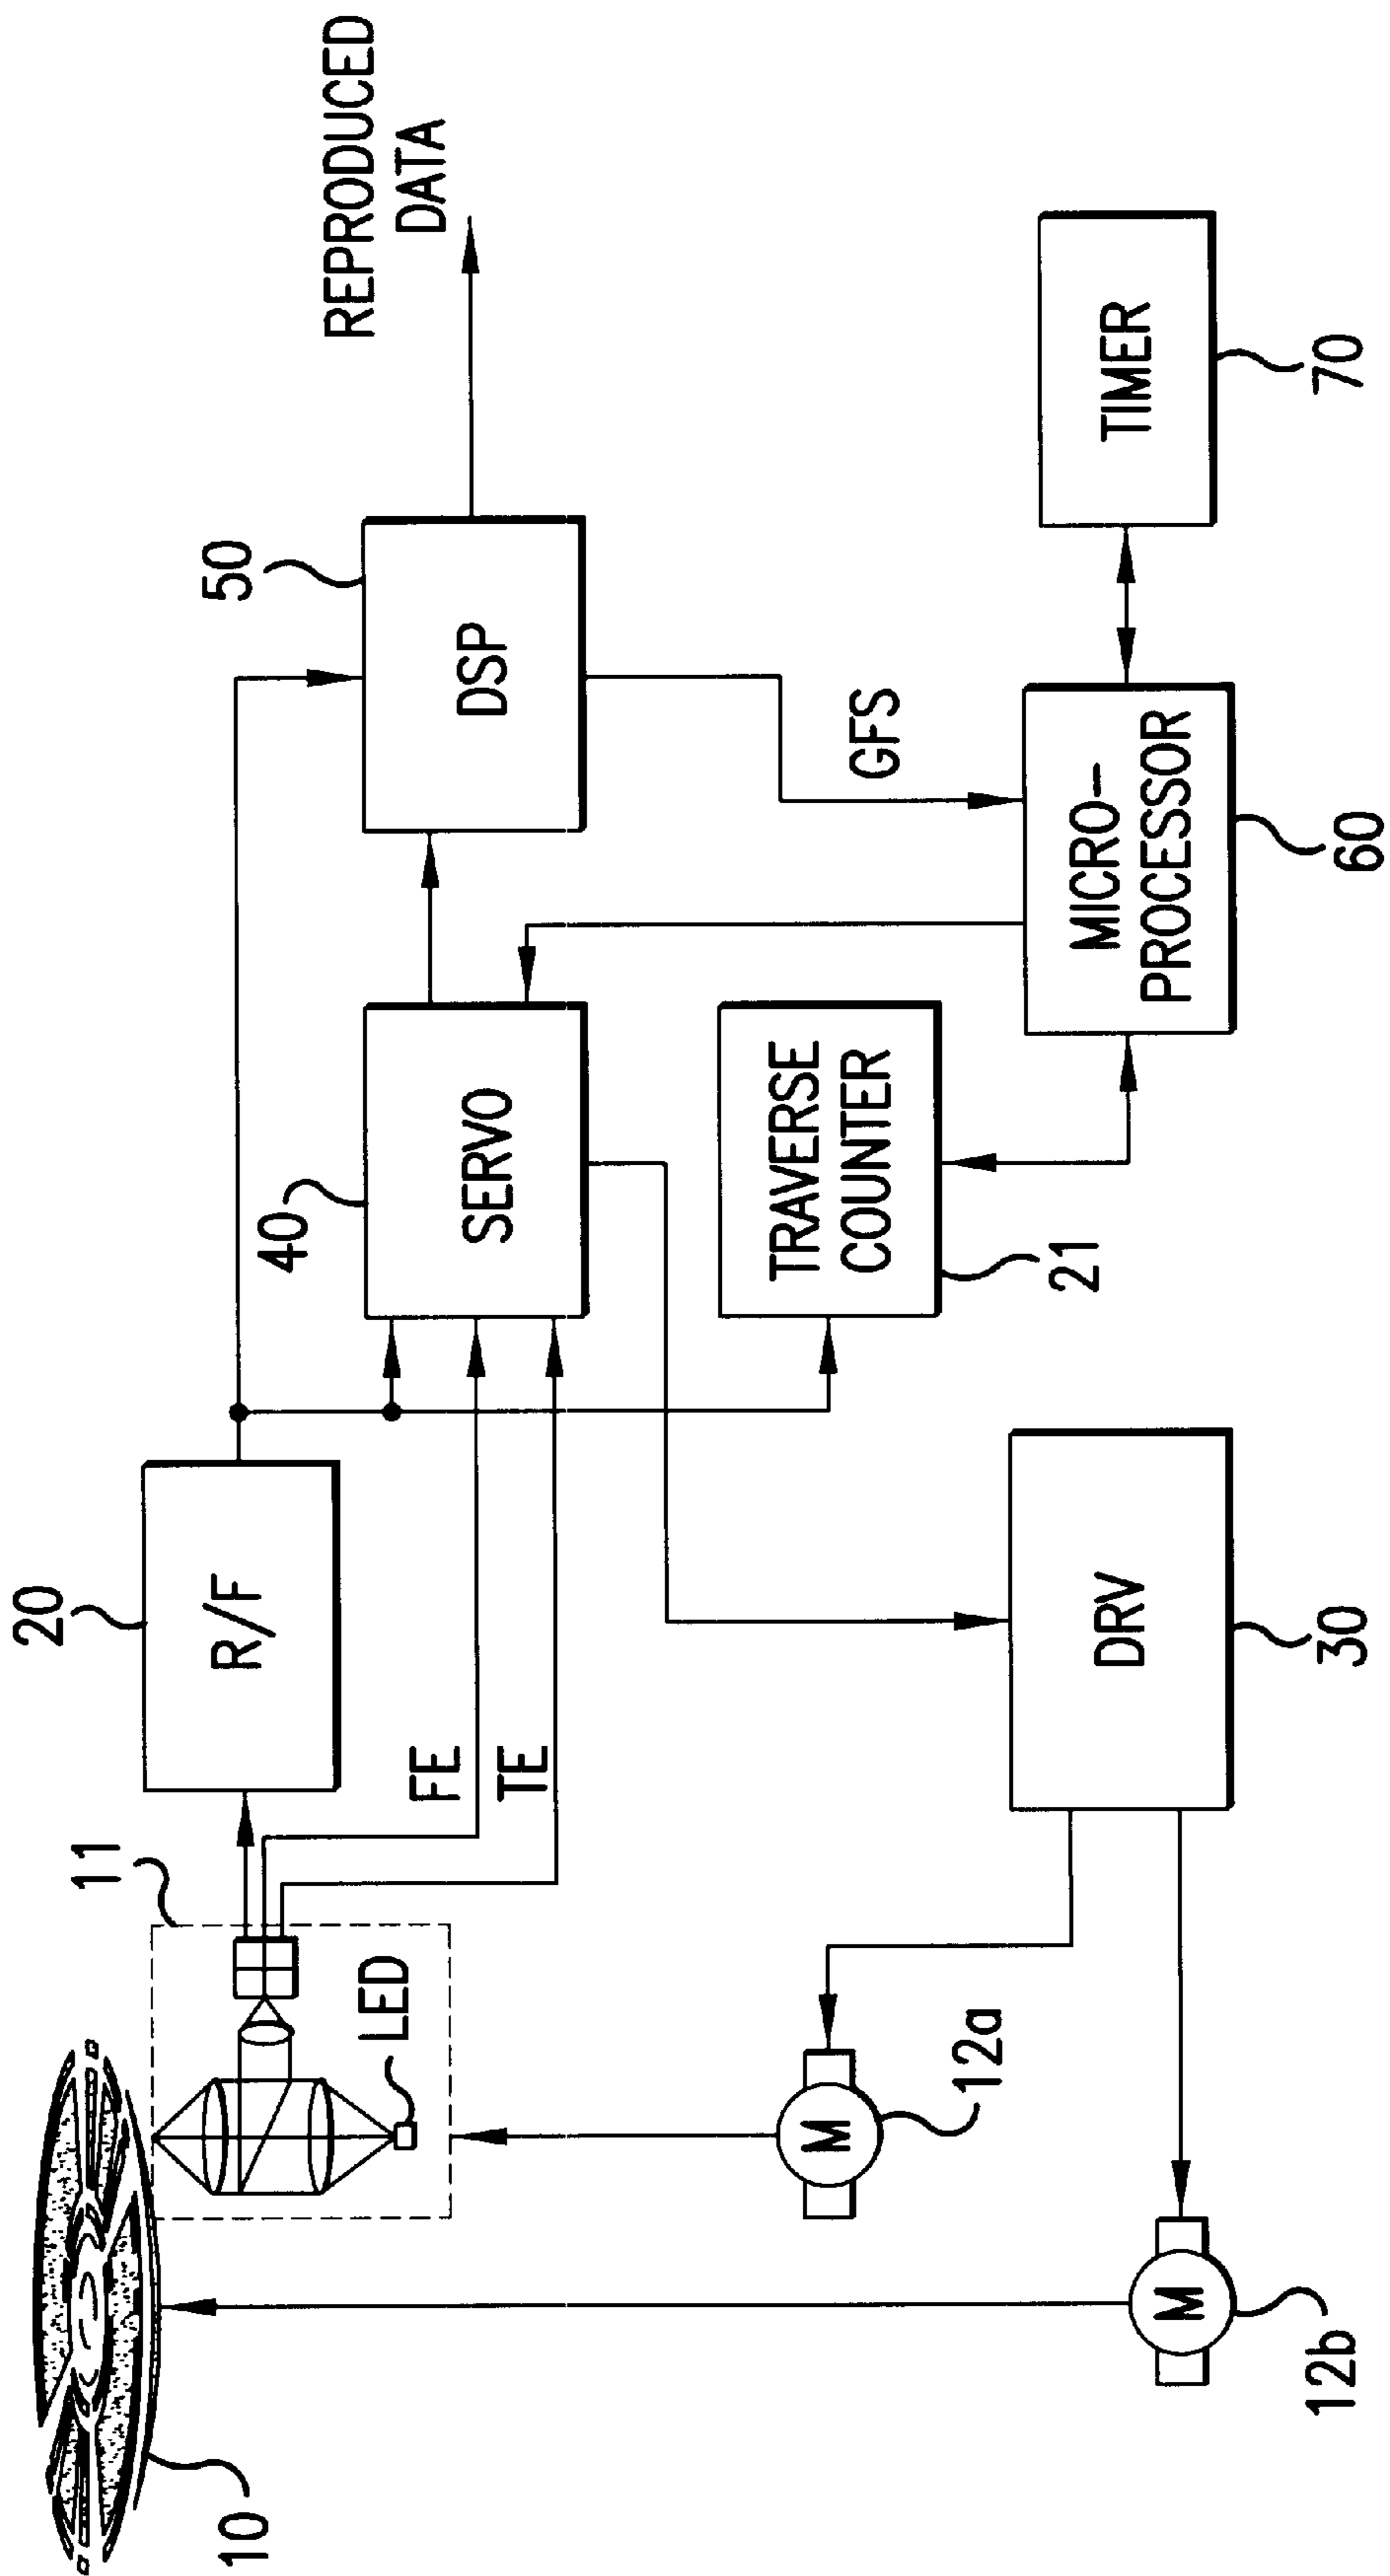 REPRODUCED
DATA
50
DSP
GFS
MICRO-
PROCESSOR
60
TIMER
70
40
SERVO
TRAVERSE
COUNTER
21
20
R/F
FE
TE
DRV
30
11
LED
M
12a
M
12b
10